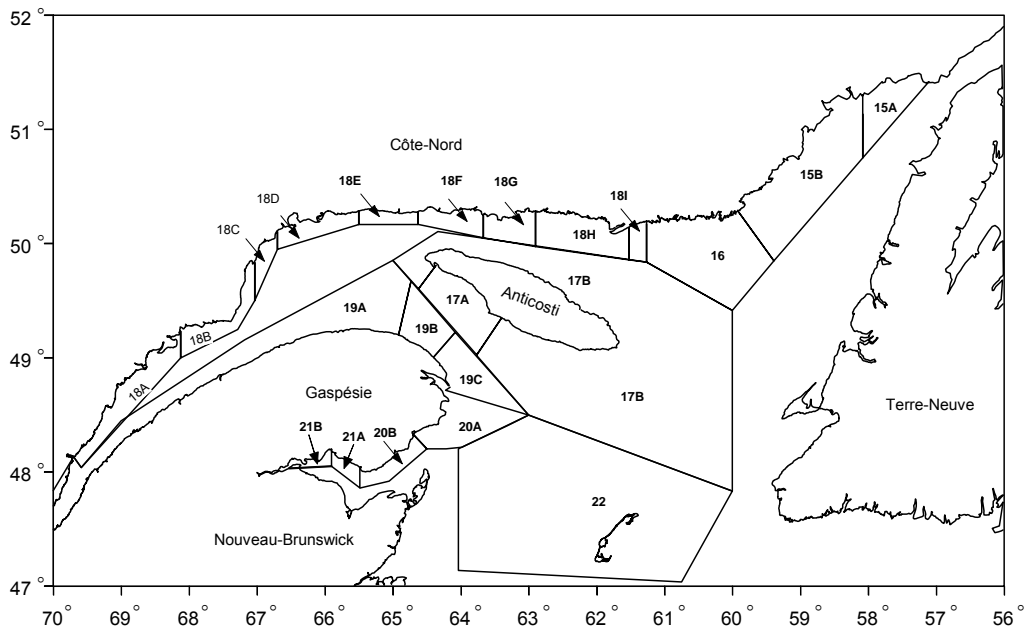 52°
51°
50°
49°
48°
47°
70°
69°
68°
67°
66°
65°
64°
63°
62°
61°
60°
59°
58°
57°
56°
Côte-Nord
15A
15B
18E
18F
18G
18I
18D
18C
18H
16
17B
17A
Anticosti
19A
19B
18B
18A
19C
Gaspésie
17B
Terre-Neuve
20A
21B
21A
20B
22
Nouveau-Brunswick